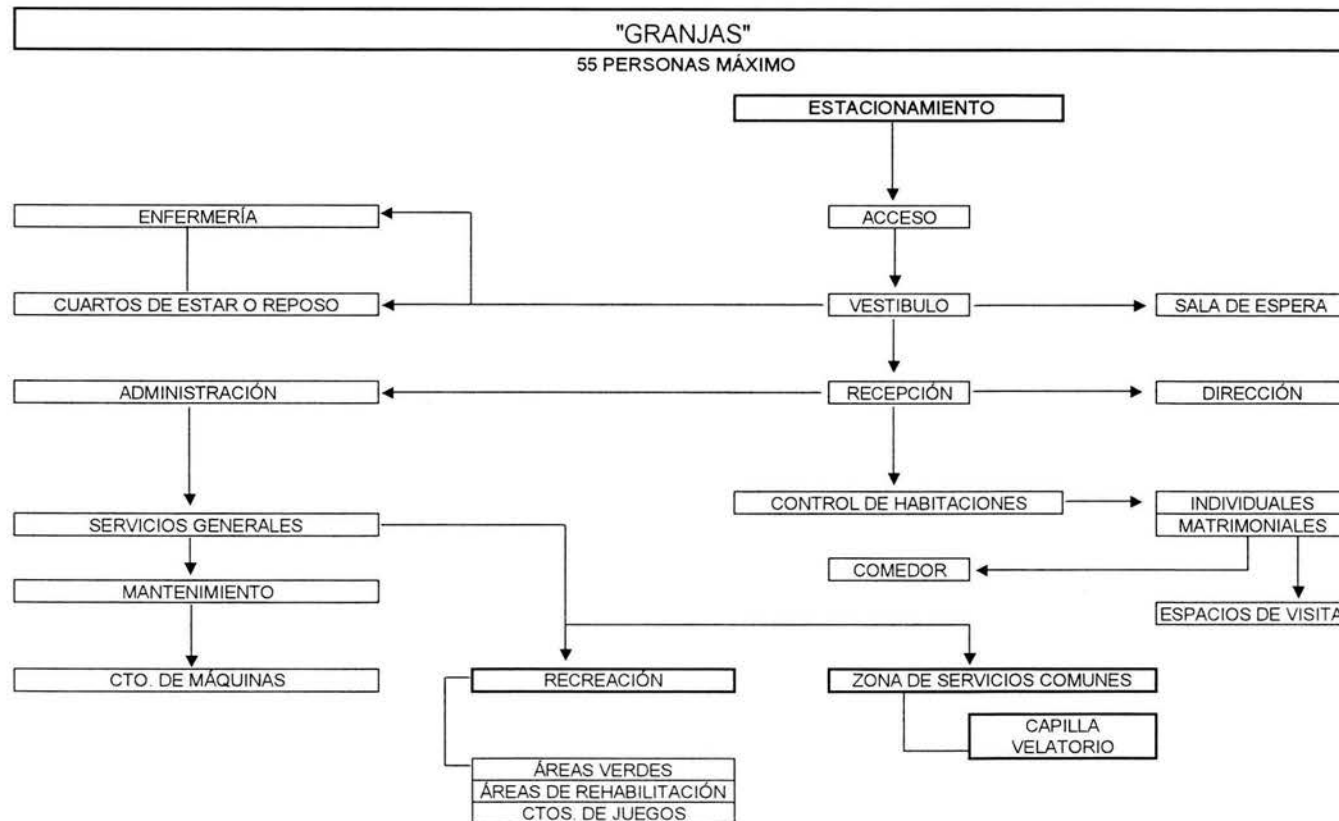 "GRANJAS"
55 PERSONAS MÁXIMO
ESTACIONAMIENTO
ENFERMERÍA
ACCESO
CUARTOS DE ESTAR O REPOSO
VESTIBULO
SALA DE ESPERA
ADMINISTRACIÓN
RECEPCIÓN
DIRECCIÓN
CONTROL DE HABITACIONES
INDIVIDUALES
SERVICIOS GENERALES
MATRIMONIALES
COMEDOR
MANTENIMIENTO
ESPACIOS DE VISITA
CTO. DE MÁQUINAS
RECREACIÓN
ZONA DE SERVICIOS COMUNES
CAPILLA
VELATORIO
ÁREAS VERDES
ÁREAS DE REHABILITACIÓN
CTOS. DE JUEGOS